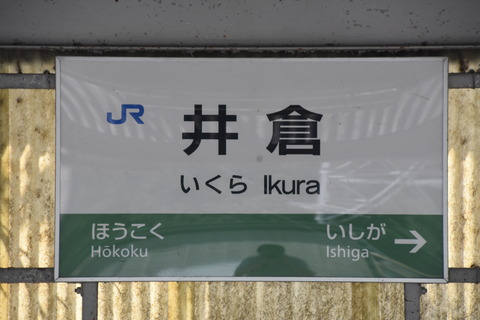 JR
井倉
いくら Ikura
ほうこく いしが →
Hōkoku Ishiga